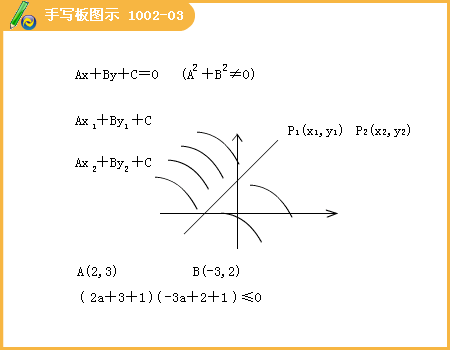 手写板图示 1002-03
Ax+By+C=0 (A²+B²≠0)
Ax₁+By₁+C
P₁(x₁,y₁) P₂(x₂,y₂)
Ax₂+By₂+C
A(2,3) B(-3,2)
(2a+3+1)(-3a+2+1)≤0